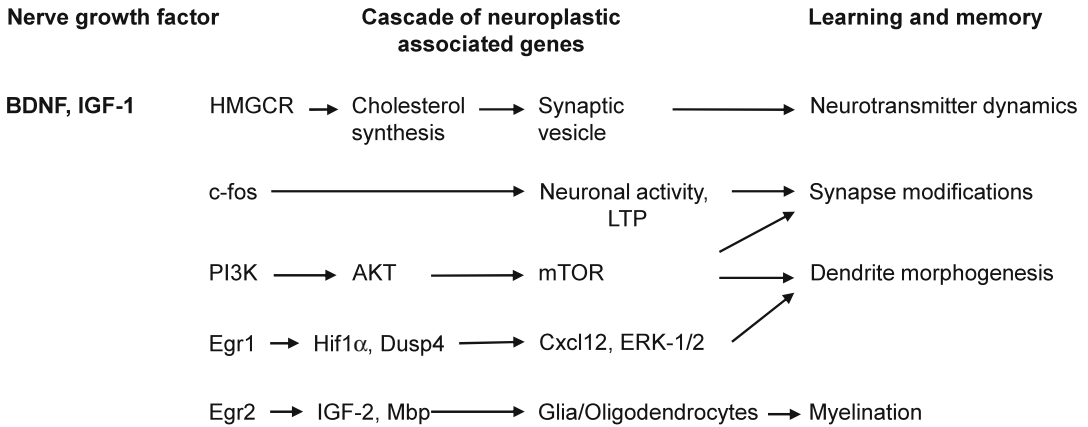 Nerve growth factor
Cascade of neuroplastic
associated genes
Learning and memory
BDNF, IGF-1
HMGCR
Cholesterol
synthesis
Synaptic
vesicle
Neurotransmitter dynamics
c-fos
Neuronal activity,
LTP
Synapse modifications
PI3K
AKT
mTOR
Dendrite morphogenesis
Egr1
Hif1α, Dusp4
Cxcl12, ERK-1/2
Egr2
IGF-2, Mbp
Glia/Oligodendrocytes
Myelination